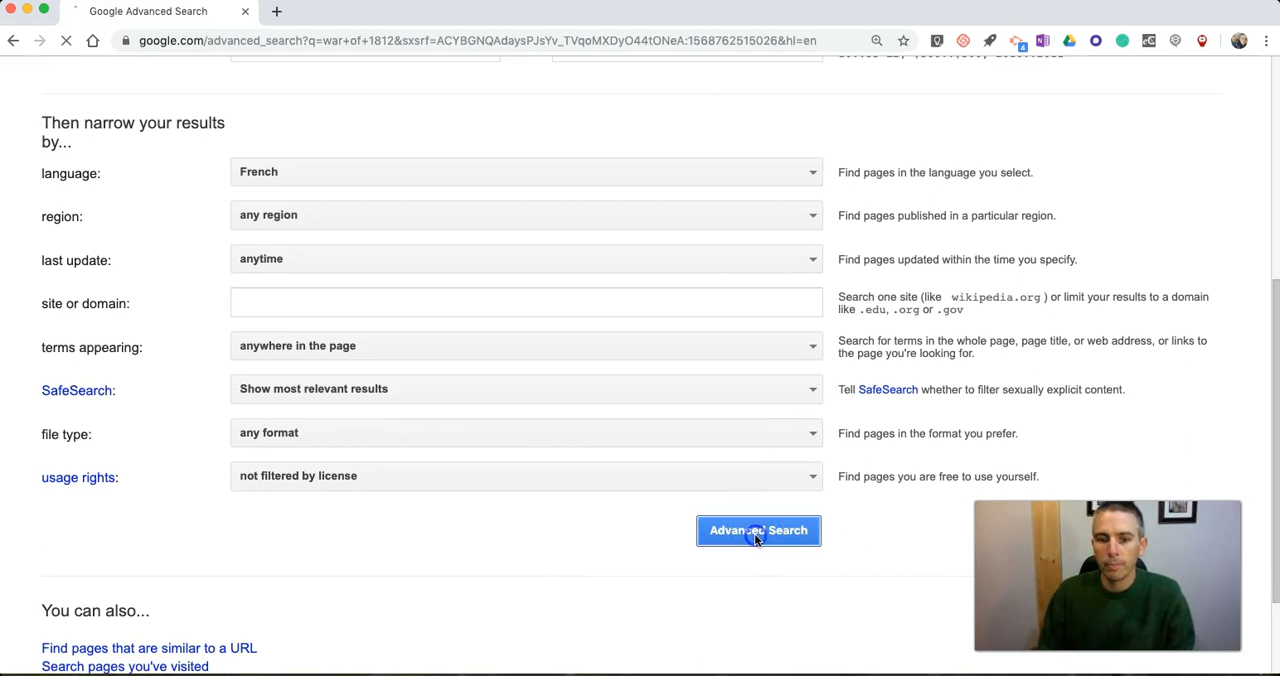 Google Advanced Search
google.com/advanced_search?q=war+of+1812&sxsrf=ACYBGNQAdaysPJsYv_TVqoMXDyO44tONeA:1568762515026&hl=en
4
Then narrow your results
by...
language: French Find pages in the language you select.
region: any region Find pages published in a particular region.
last update: anytime Find pages updated within the time you specify.
site or domain: Search one site (like wikipedia.org ) or limit your results to a domain
like .edu, .org or .gov
terms appearing: anywhere in the page Search for terms in the whole page, page title, or web address, or links to
the page you're looking for.
SafeSearch: Show most relevant results Tell SafeSearch whether to filter sexually explicit content.
file type: any format Find pages in the format you prefer.
usage rights: not filtered by license Find pages you are free to use yourself.
Advanced Search
You can also...
Find pages that are similar to a URL
Search pages you've visited